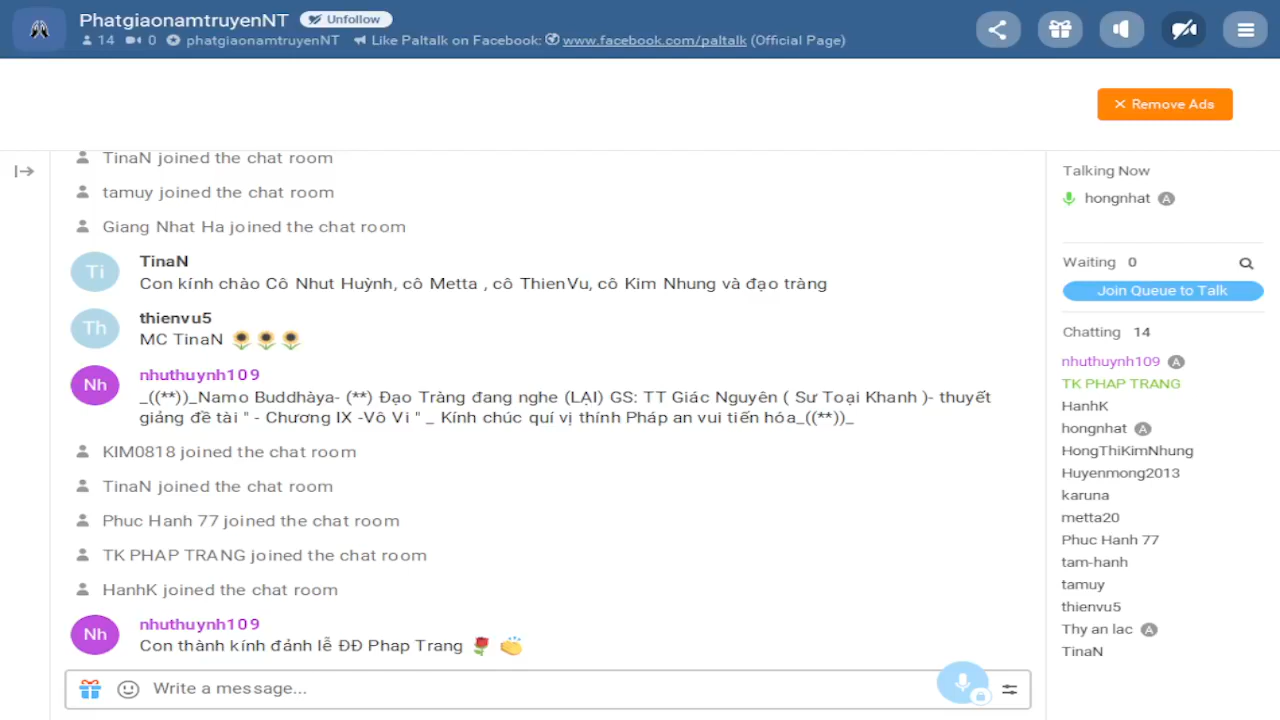 PhatgiaonamtruyenNT Unfollow
14 0 phatgiaonamtruyenNT Like Paltalk on Facebook: www.facebook.com/paltalk (Official Page)
Remove Ads
TinaN joined the chat room
tamuy joined the chat room
Giang Nhat Ha joined the chat room
Ti
TinaN
Con kính chào Cô Nhut Huỳnh, cô Metta , cô ThienVu, cô Kim Nhung và đạo tràng
Th
thienvu5
MC TinaN 🌻🌻🌻
Nh
nhuthuynh109
_((**))_Namo Buddhàya- (**) Đạo Tràng đang nghe (LẠI) GS: TT Giác Nguyên ( Sư Toại Khanh )- thuyết
giảng đề tài " - Chương IX -Vô Vi " _ Kính chúc quí vị thính Pháp an vui tiến hóa_((**))_
KIM0818 joined the chat room
TinaN joined the chat room
Phuc Hanh 77 joined the chat room
TK PHAP TRANG joined the chat room
HanhK joined the chat room
Nh
nhuthuynh109
Con thành kính đảnh lễ ĐĐ Phap Trang 🌹 👏
Write a message...
Talking Now
hongnhat A
Waiting 0
Join Queue to Talk
Chatting 14
nhuthuynh109 A
TK PHAP TRANG
HanhK
hongnhat A
HongThiKimNhung
Huyenmong2013
karuna
metta20
Phuc Hanh 77
tam-hanh
tamuy
thienvu5
Thy an lac A
TinaN